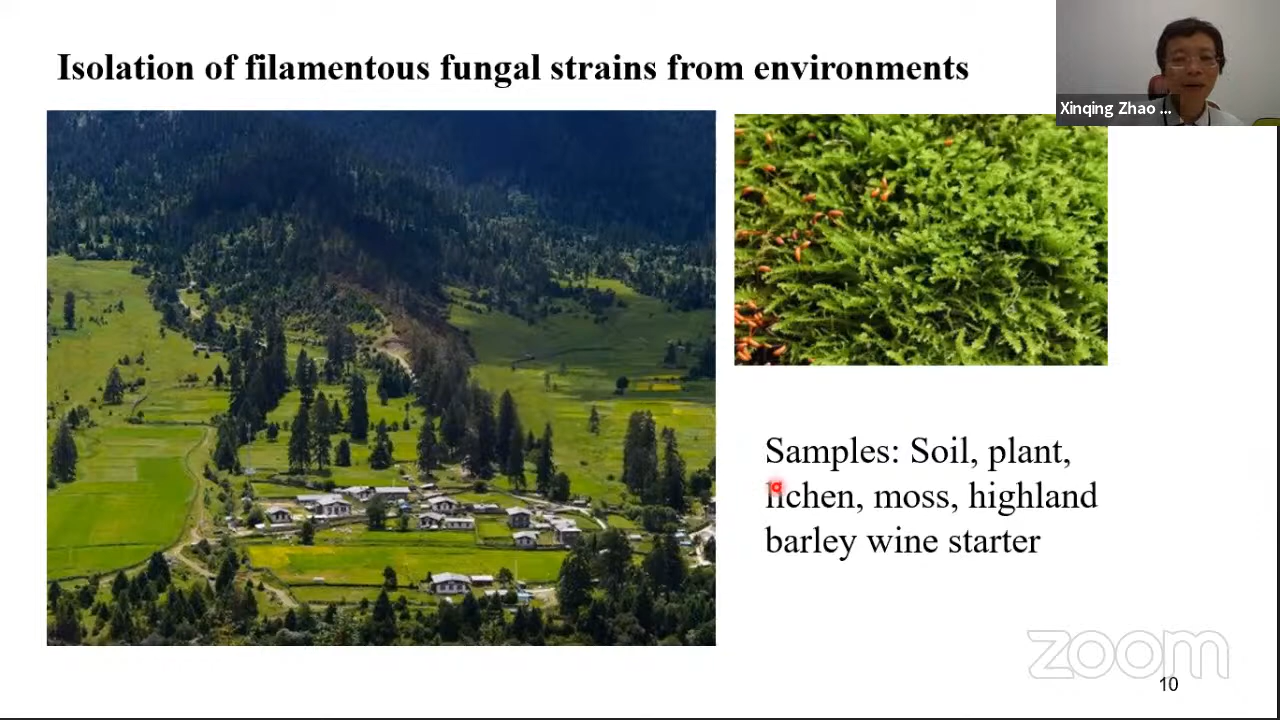 Isolation of filamentous fungal strains from environments
Xinqing Zhao ...
Samples: Soil, plant,
lichen, moss, highland
barley wine starter
zoom
10